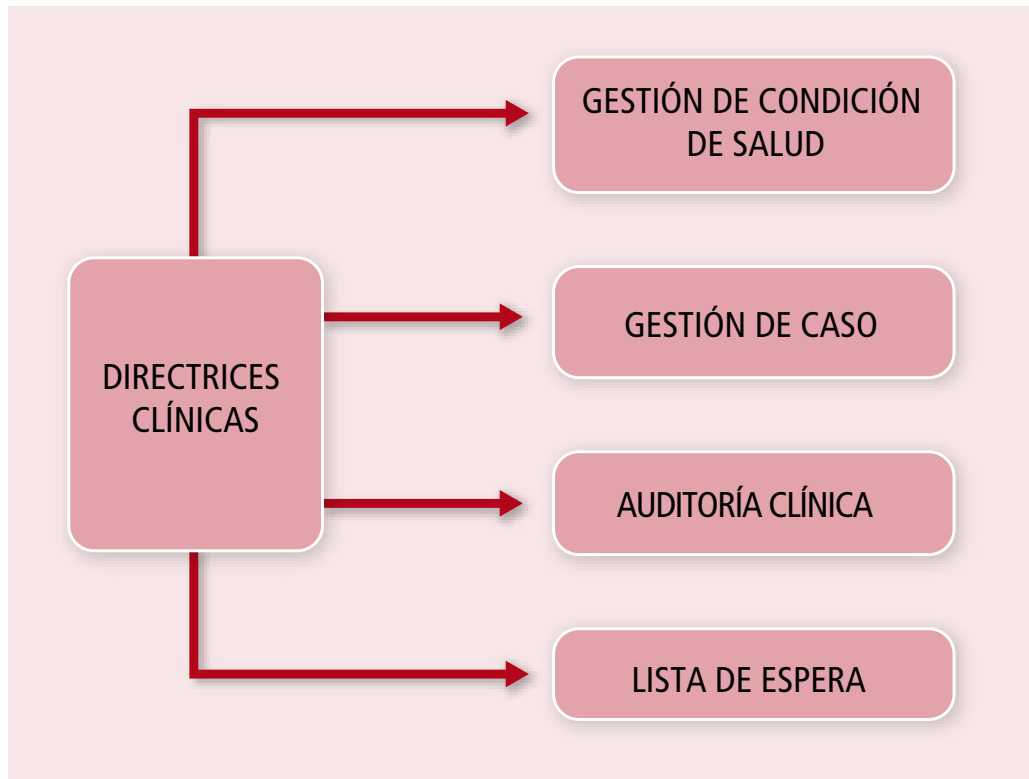 GESTIÓN DE CONDICIÓN
DE SALUD
GESTIÓN DE CASO
DIRECTRICES
CLÍNICAS
AUDITORÍA CLÍNICA
LISTA DE ESPERA